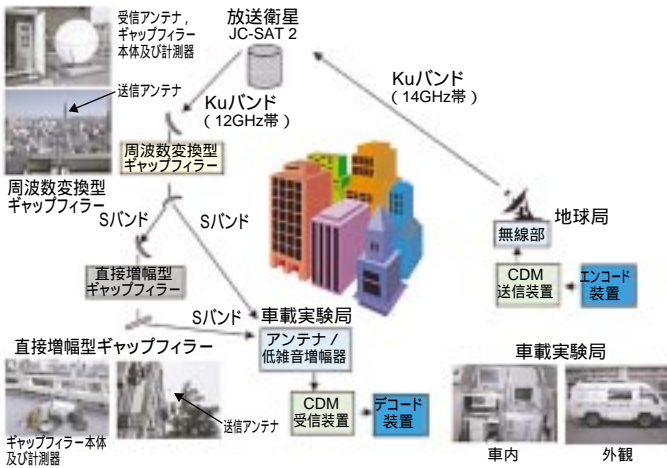 受信アンテナ，
ギャップフィラー
本体及び計測器
放送衛星
JC-SAT 2
送信アンテナ
Kuバンド
（12GHz帯）
Kuバンド
（14GHz帯）
周波数変換型
ギャップフィラー
周波数変換型
ギャップフィラー
Sバンド
Sバンド
地球局
無線部
直接増幅型
ギャップフィラー
CDM
送信装置
エンコード
装置
Sバンド
車載実験局
アンテナ /
低雑音増幅器
直接増幅型ギャップフィラー
車載実験局
CDM
受信装置
デコード
装置
送信アンテナ
ギャップフィラー本体
及び計測器
車内
外観